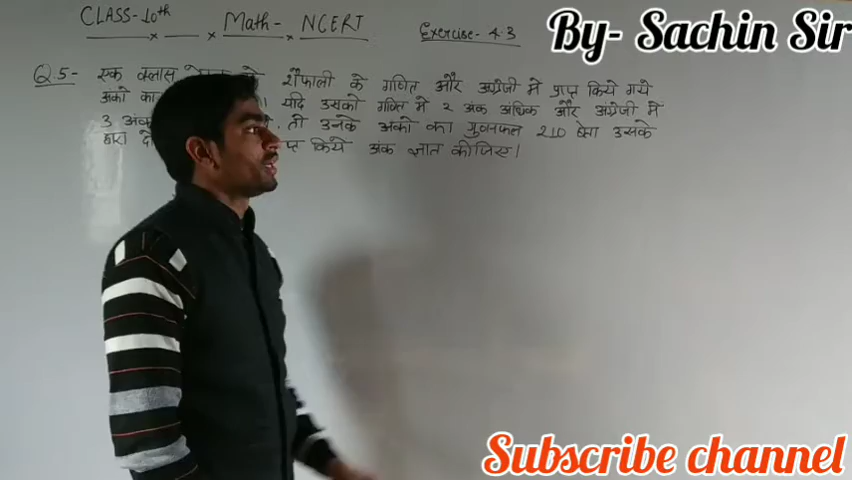 CLASS-10th Math- NCERT Exercise- 4.3
By- Sachin Sir
Q.5- एक क्लास शैफाली के गणित और अंग्रेजी मे प्राप्त किये गये
अंको का यदि उसको गणित मे 2 अंक अधिक और अंग्रेजी मे
3 तो उनके अंको का गुणनफल 210 होगा उसके
द्वारा किये अंक ज्ञात कीजिए।
Subscribe channel